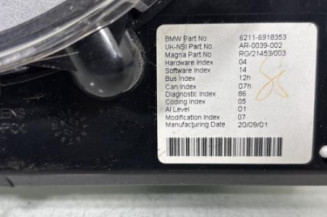 BMW Part No 6211-6918353
UK-NSI Part No AR-0039-002
Magna Part No RG/21453/003
Hardware Index 04
Software Index 14
Bus Index 12h
Can Index 07h
Diagnostic Index 86
Coding Index 05
AI Level 01
Modification Index 07
Manufacturing Date 20/09/01